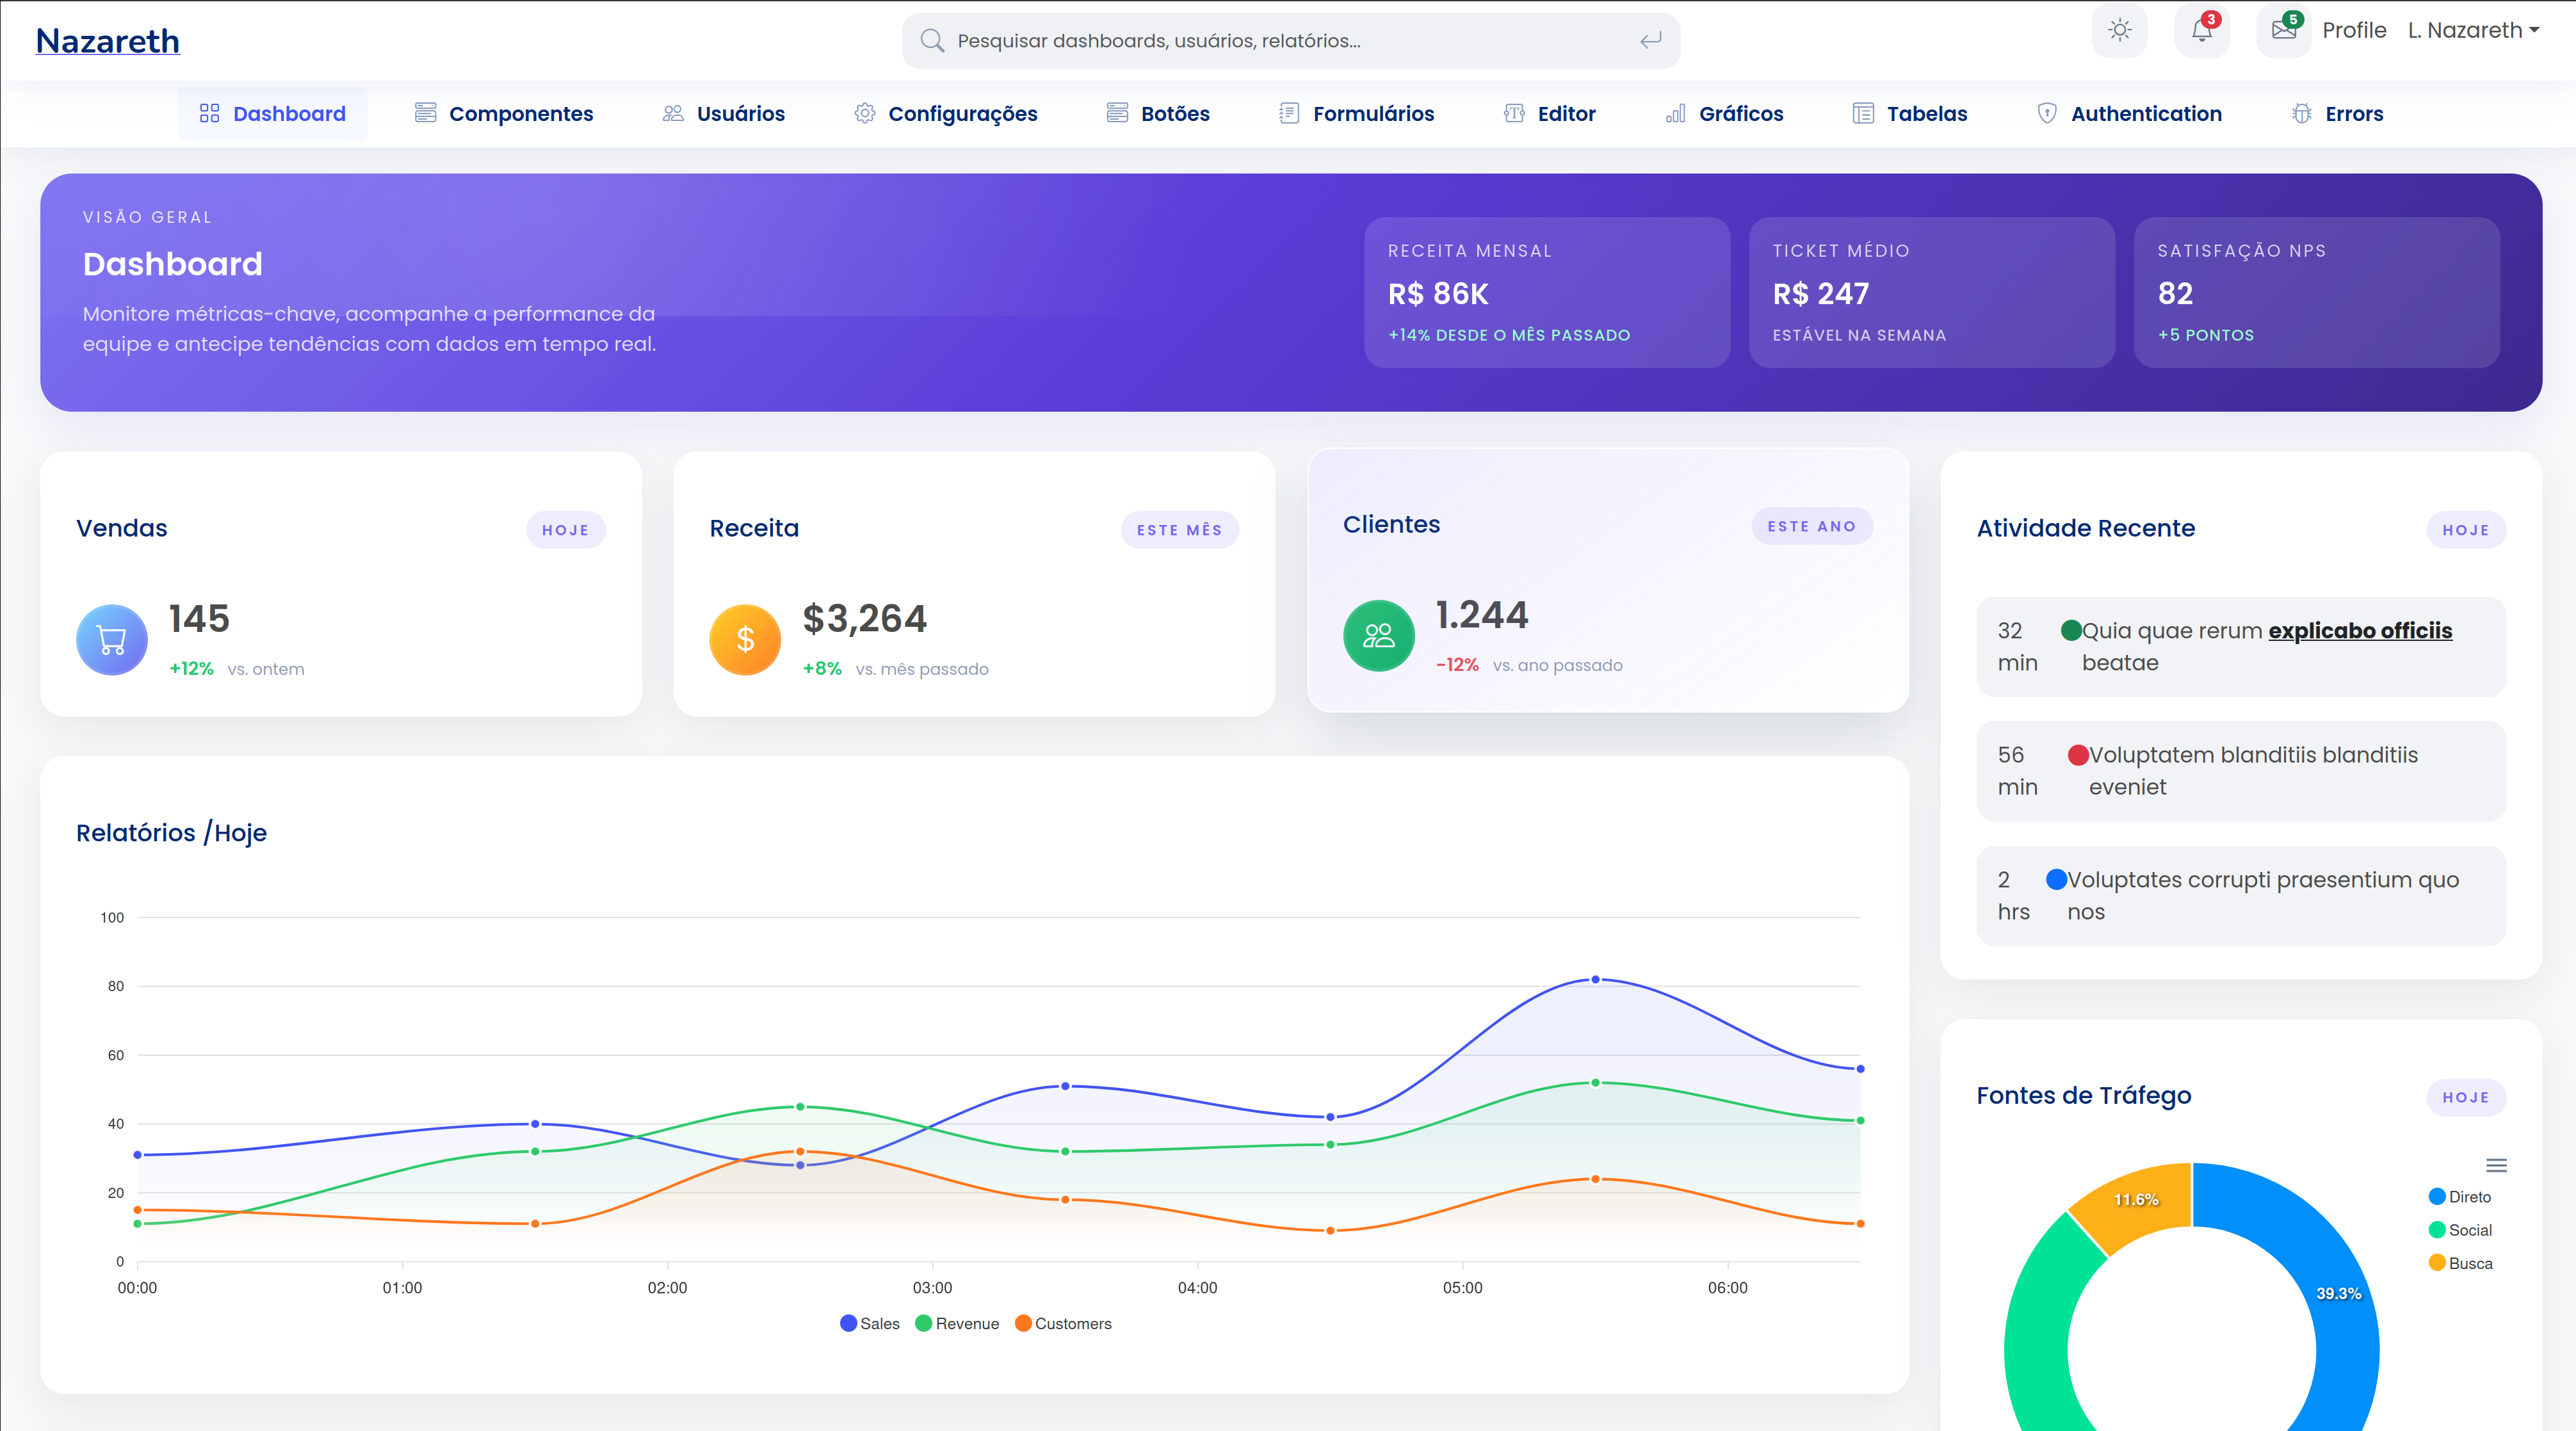 Nazareth
Pesquisar dashboards, usuários, relatórios...
3
5
Profile
L. Nazareth
Dashboard
Componentes
Usuários
Configurações
Botões
Formulários
Editor
Gráficos
Tabelas
Authentication
Errors
VISÃO GERAL
Dashboard
Monitore métricas-chave, acompanhe a performance da
equipe e antecipe tendências com dados em tempo real.
RECEITA MENSAL
R$ 86K
+14% DESDE O MÊS PASSADO
TICKET MÉDIO
R$ 247
ESTÁVEL NA SEMANA
SATISFAÇÃO NPS
82
+5 PONTOS
Vendas
HOJE
145
+12% vs. ontem
Receita
ESTE MÊS
$
$3,264
+8% vs. mês passado
Clientes
ESTE ANO
1.244
-12% vs. ano passado
Relatórios /Hoje
100
80
60
40
20
0
00:00
01:00
02:00
03:00
04:00
05:00
06:00
Sales
Revenue
Customers
Atividade Recente
HOJE
32 min
Quia quae rerum explicabo officiis
beatae
56 min
Voluptatem blanditiis blanditiis
eveniet
2 hrs
Voluptates corrupti praesentium quo
nos
Fontes de Tráfego
HOJE
Direto
Social
Busca
11.6%
39.3%